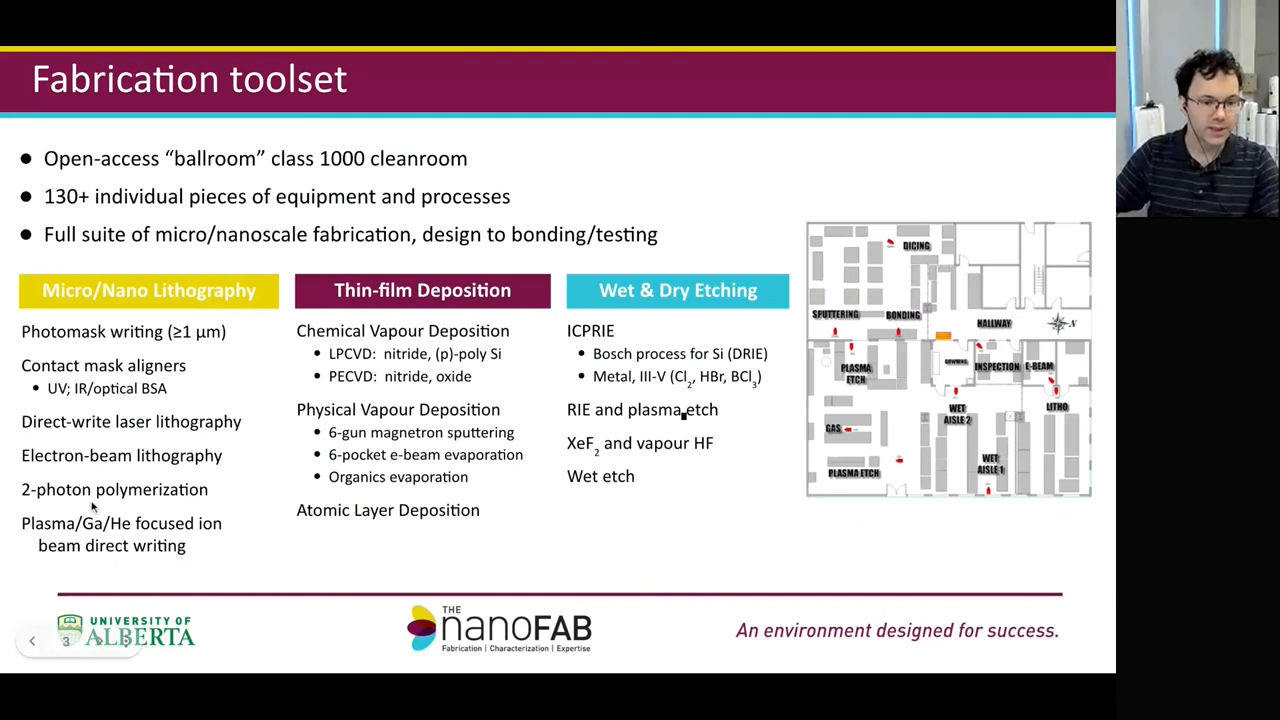 Fabrication toolset
● Open-access “ballroom” class 1000 cleanroom
● 130+ individual pieces of equipment and processes
● Full suite of micro/nanoscale fabrication, design to bonding/testing
Micro/Nano Lithography
Photomask writing (≥1 µm)
Contact mask aligners
• UV; IR/optical BSA
Direct-write laser lithography
Electron-beam lithography
2-photon polymerization
Plasma/Ga/He focused ion
beam direct writing
Thin-film Deposition
Chemical Vapour Deposition
• LPCVD: nitride, (p)-poly Si
• PECVD: nitride, oxide
Physical Vapour Deposition
• 6-gun magnetron sputtering
• 6-pocket e-beam evaporation
• Organics evaporation
Atomic Layer Deposition
Wet & Dry Etching
ICPRIE
• Bosch process for Si (DRIE)
• Metal, III-V (Cl2, HBr, BCl3)
RIE and plasma etch
XeF2 and vapour HF
Wet etch
DICING
SPUTTERING
BONDING
HALLWAY
N
PLASMA
ETCH
GOWNING
INSPECTION
E-BEAM
WET
AISLE 2
LITHO
GAS
WET
AISLE 1
PLASMA ETCH
UNIVERSITY OF
ALBERTA
3
THE
nanoFAB
Fabrication | Characterization | Expertise
An environment designed for success.